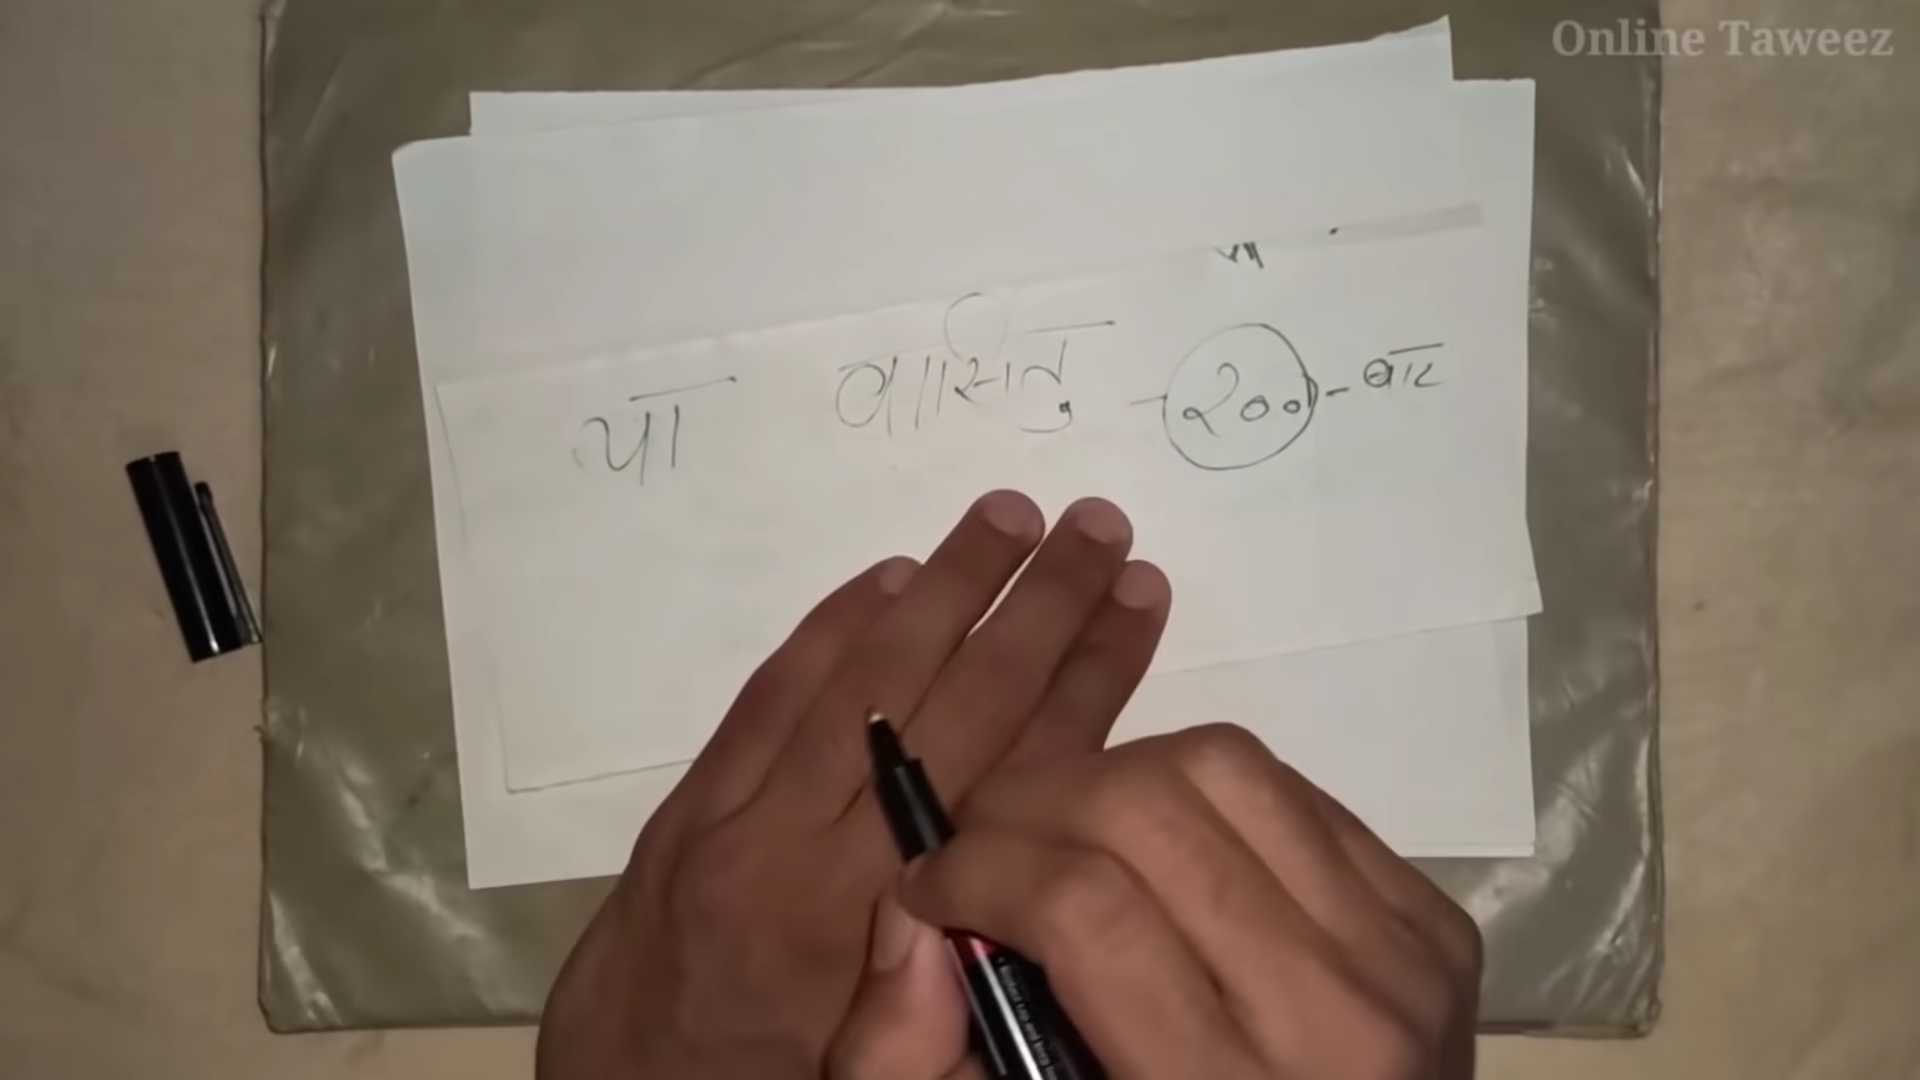 Online Taweez
या वासितु - २०० - बार